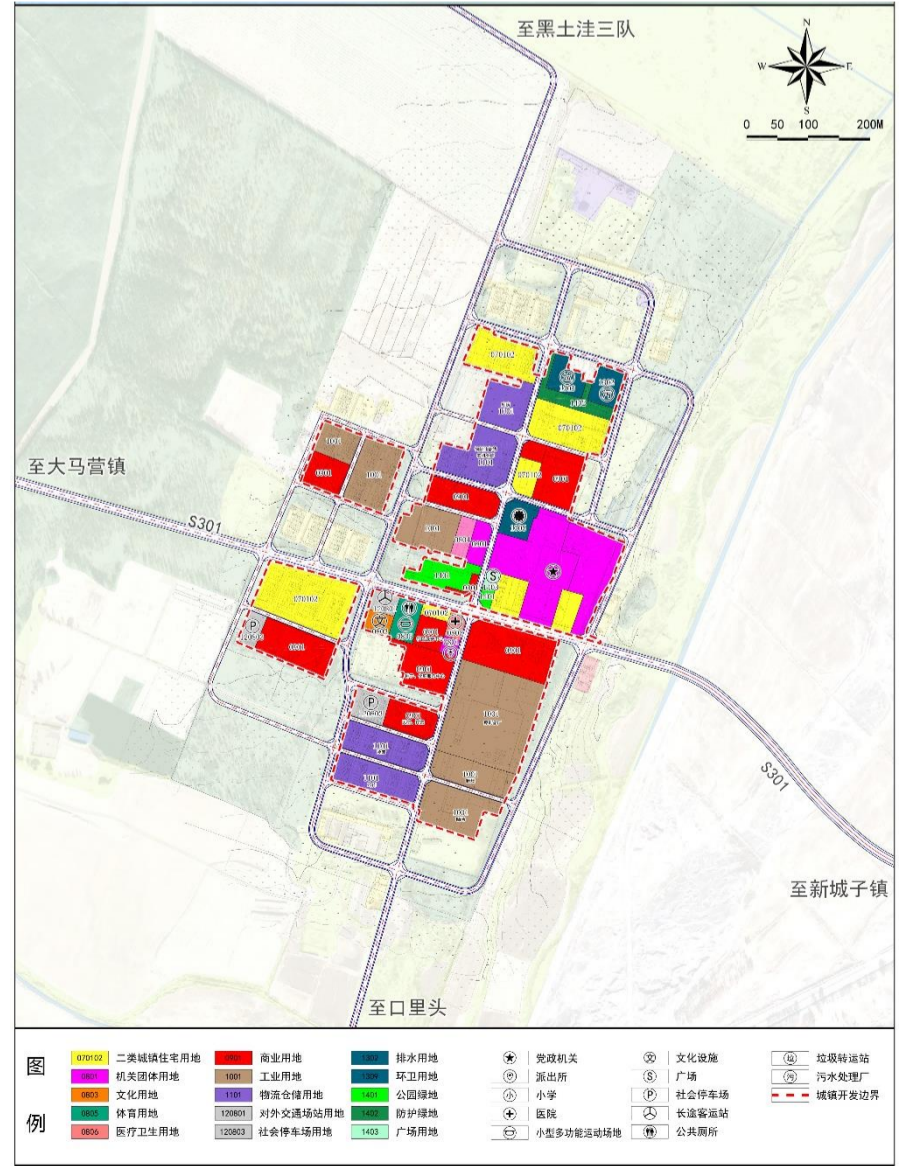 至黑土洼三队
N
W E
S
0 50 100 200M
070102
1402
070102
1101
1001
0901
1001
070102
0901
0901
至大马营镇
S301
1001
1401
070102
070102
0901
0901
0901
1001
1101
1101
1001
S301
至新城子镇
至口里头
图例
070102 二类城镇住宅用地
0801 机关团体用地
0803 文化用地
0805 体育用地
0806 医疗卫生用地
0901 商业用地
1001 工业用地
1101 物流仓储用地
120801 对外交通场站用地
120803 社会停车场用地
1302 排水用地
1309 环卫用地
1401 公园绿地
1402 防护绿地
1403 广场用地
党政机关
派出所
小 小学
医院
小型多功能运动场地
文 文化设施
S 广场
P 社会停车场
长途客运站
公共厕所
垃 垃圾转运站
污 污水处理厂
城镇开发边界